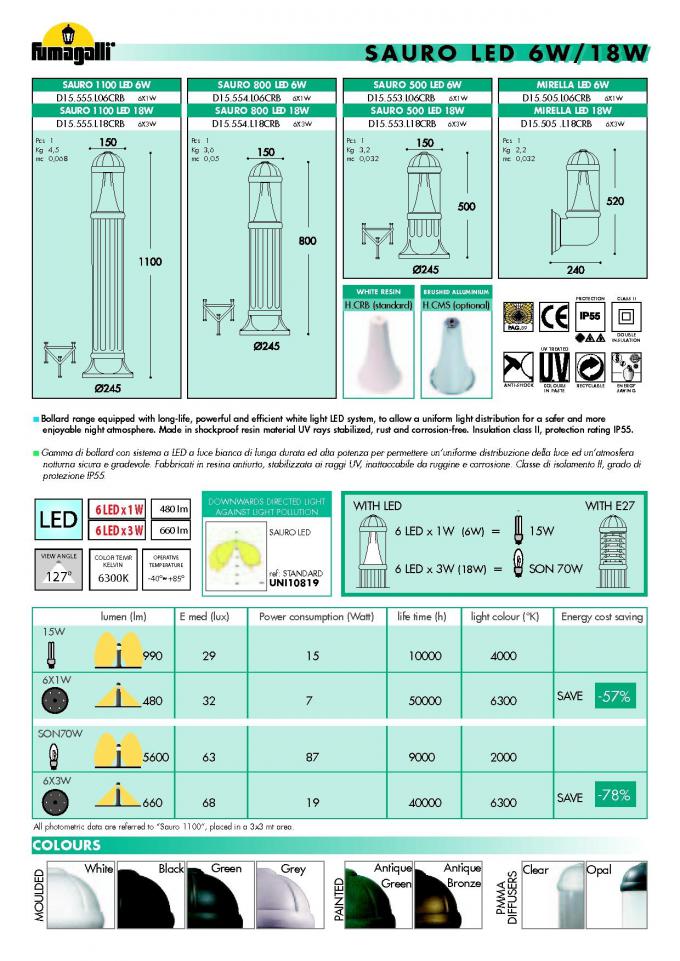 fumagalli
SAURO LED 6W/18W
SAURO 1100 LED 6W
D15.555.L06CRB 6X1W
SAURO 1100 LED 18W
D15.555.L18CRB 6X3W
Pcs 1
Kg 4,5
mc 0,068
150
1100
Ø245
SAURO 800 LED 6W
D15.554.L06CRB 6X1W
SAURO 800 LED 18W
D15.554.L18CRB 6X3W
Pcs 1
Kg 3,6
mc 0,05
150
800
Ø245
SAURO 500 LED 6W
D15.553.L06CRB 6X1W
SAURO 500 LED 18W
D15.553.L18CRB 6X3W
Pcs 1
Kg 3,2
mc 0,032
150
500
Ø245
MIRELLA LED 6W
D15.505.L06CRB 6X1W
MIRELLA LED 18W
D15.505 .L18CRB 6X3W
Pcs 1
Kg 2,2
mc 0,032
150
520
240
WHITE RESIN
H.CRB (standard)
BRUSHED ALLUMINIUM
H.CMS (optional)
PAG.59
CE
PROTECTION
IP55
CLASS II
DOUBLE
INSULATION
ANTI-SHOCK
UV TREATED
UV
COLOURS
IN PASTE
RECYCLABLE
ENERGY
SAWING
Bollard range equipped with long-life, powerful and efficient white light LED system, to allow a uniform light distribution for a safer and more
enjoyable night atmosphere. Made in shockproof resin material UV rays stabilized, rust and corrosion-free. Insulation class II, protection rating IP55.
Gamma di bollard con sistema a LED a luce bianca di lunga durata ed alta potenza per permettere un'uniforme distribuzione della luce ed un'atmosfera
notturna sicura e gradevole. Fabbricati in resina antiurto, stabilizzata ai raggi UV, inattaccabile da ruggine e corrosione. Classe di isolamento II, grado di
protezione IP55.
LED
6 LED x 1W
480 lm
6 LED x 3W
660 lm
VIEW ANGLE
127°
COLOR TEMP.
KELVIN
6300K
OPERATIVE
TEMPERATURE
-40°~+85°
DOWNWARDS DIRECTED LIGHT
AGAINST LIGHT POLLUTION
SAURO LED
ref. STANDARD
UNI10819
WITH LED
WITH E27
6 LED x 1W (6W) = 15W
6 LED x 3W (18W) = SON 70W
lumen (lm) E med (lux) Power consumption (Watt) life time (h) light colour (°K) Energy cost saving
15W
990 29 15 10000 4000
6X1W
480 32 7 50000 6300 SAVE -57%
SON70W
5600 63 87 9000 2000
6X3W
660 68 19 40000 6300 SAVE -78%
All photometric data are referred to "Sauro 1100", placed in a 3x3 mt area.
COLOURS
MOULDED
White
Black
Green
Grey
PAINTED
Antique
Green
Antique
Bronze
PMMA
DIFFUSERS
Clear
Opal